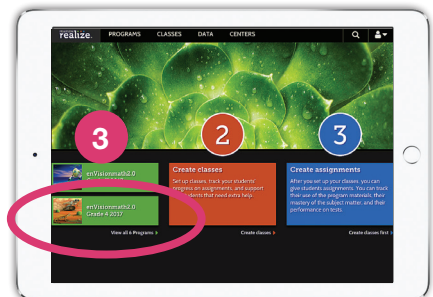 realize. PROGRAMS CLASSES DATA CENTERS
3 2 3
enVisionmath2.0
enVisionmath2.0
Grade 4 2017
View all 6 Programs >
Create classes
Set up classes, track your students'
progress on assignments, and support
students that need extra help.
Create classes >
Create assignments
After you set up your classes, you can
give students assignments. You can track
their use of the program materials, their
mastery of the subject matter, and their
performance on tests.
Create classes first >